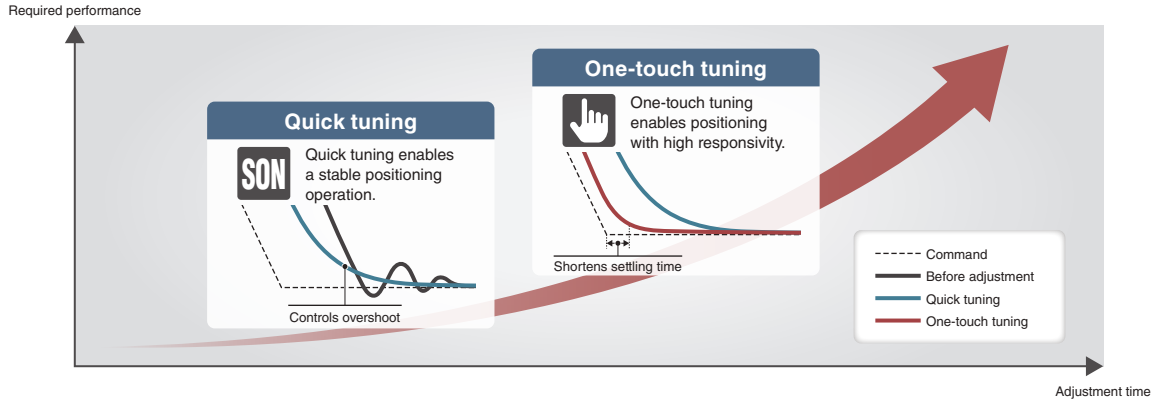 Required performance
Quick tuning
SON
Quick tuning enables
a stable positioning
operation.
Controls overshoot
One-touch tuning
One-touch tuning
enables positioning
with high responsivity.
Shortens settling time
Command
Before adjustment
Quick tuning
One-touch tuning
Adjustment time